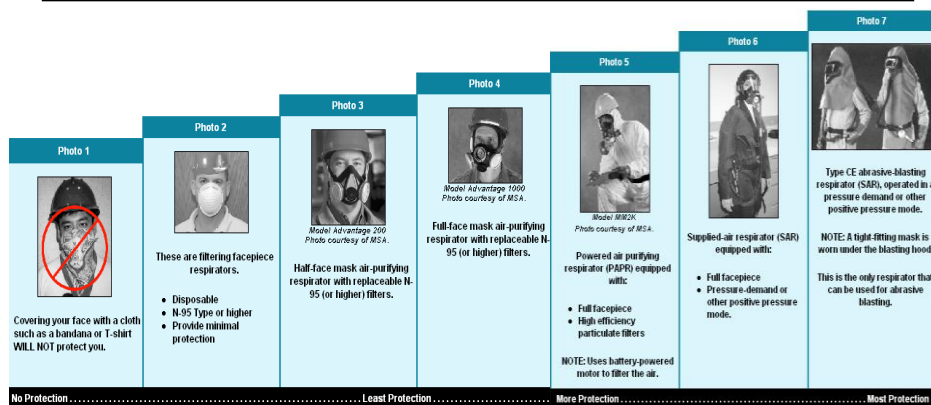 Photo 1
Covering your face with a cloth
such as a bandana or T-shirt
WILL NOT protect you.
Photo 2
These are filtering facepiece
respirators.
• Disposable
• N-95 Type or higher
• Provide minimal
protection
Photo 3
Model Advantage 200
Photo courtesy of MSA.
Half-face mask air-purifying
respirator with replaceable N-
95 (or higher) filters.
Photo 4
Model Advantage 1000
Photo courtesy of MSA.
Full-face mask air-purifying
respirator with replaceable N-
95 (or higher) filters.
Photo 5
Model MM2K
Photo courtesy of MSA.
Powered air purifying
respirator (PAPR) equipped
with:
• Full facepiece
• High efficiency
particulate filters
NOTE: Uses battery-powered
motor to filter the air.
Photo 6
Supplied-air respirator (SAR)
equipped with:
• Full facepiece
• Pressure-demand or
other positive pressure
mode.
Photo 7
Type CE abrasive-blasting
respirator (SAR), operated in
pressure demand or other
positive pressure mode.
NOTE: A tight-fitting mask is
worn under the blasting hood
This is the only respirator that
can be used for abrasive
blasting.
No Protection........................Least Protection........................More Protection........................Most Protection